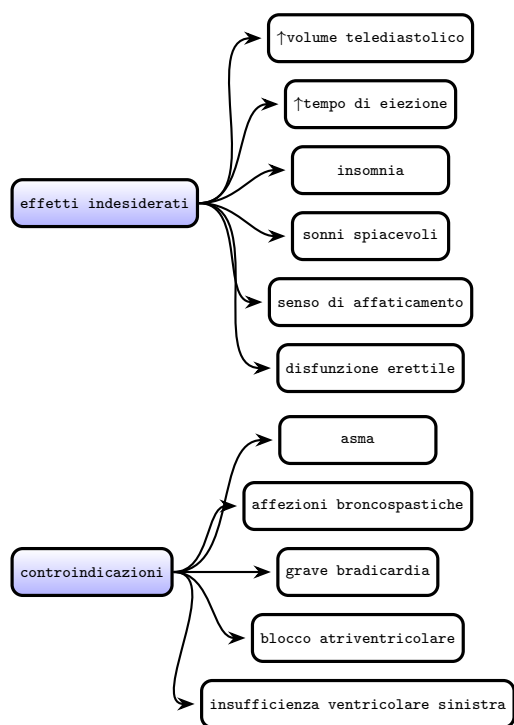 ↑volume telediastolico
↑tempo di eiezione
insomnia
effetti indesiderati
sonni spiacevoli
senso di affaticamento
disfunzione erettile
asma
affezioni broncospastiche
controindicazioni
grave bradicardia
blocco atriventricolare
insufficienza ventricolare sinistra